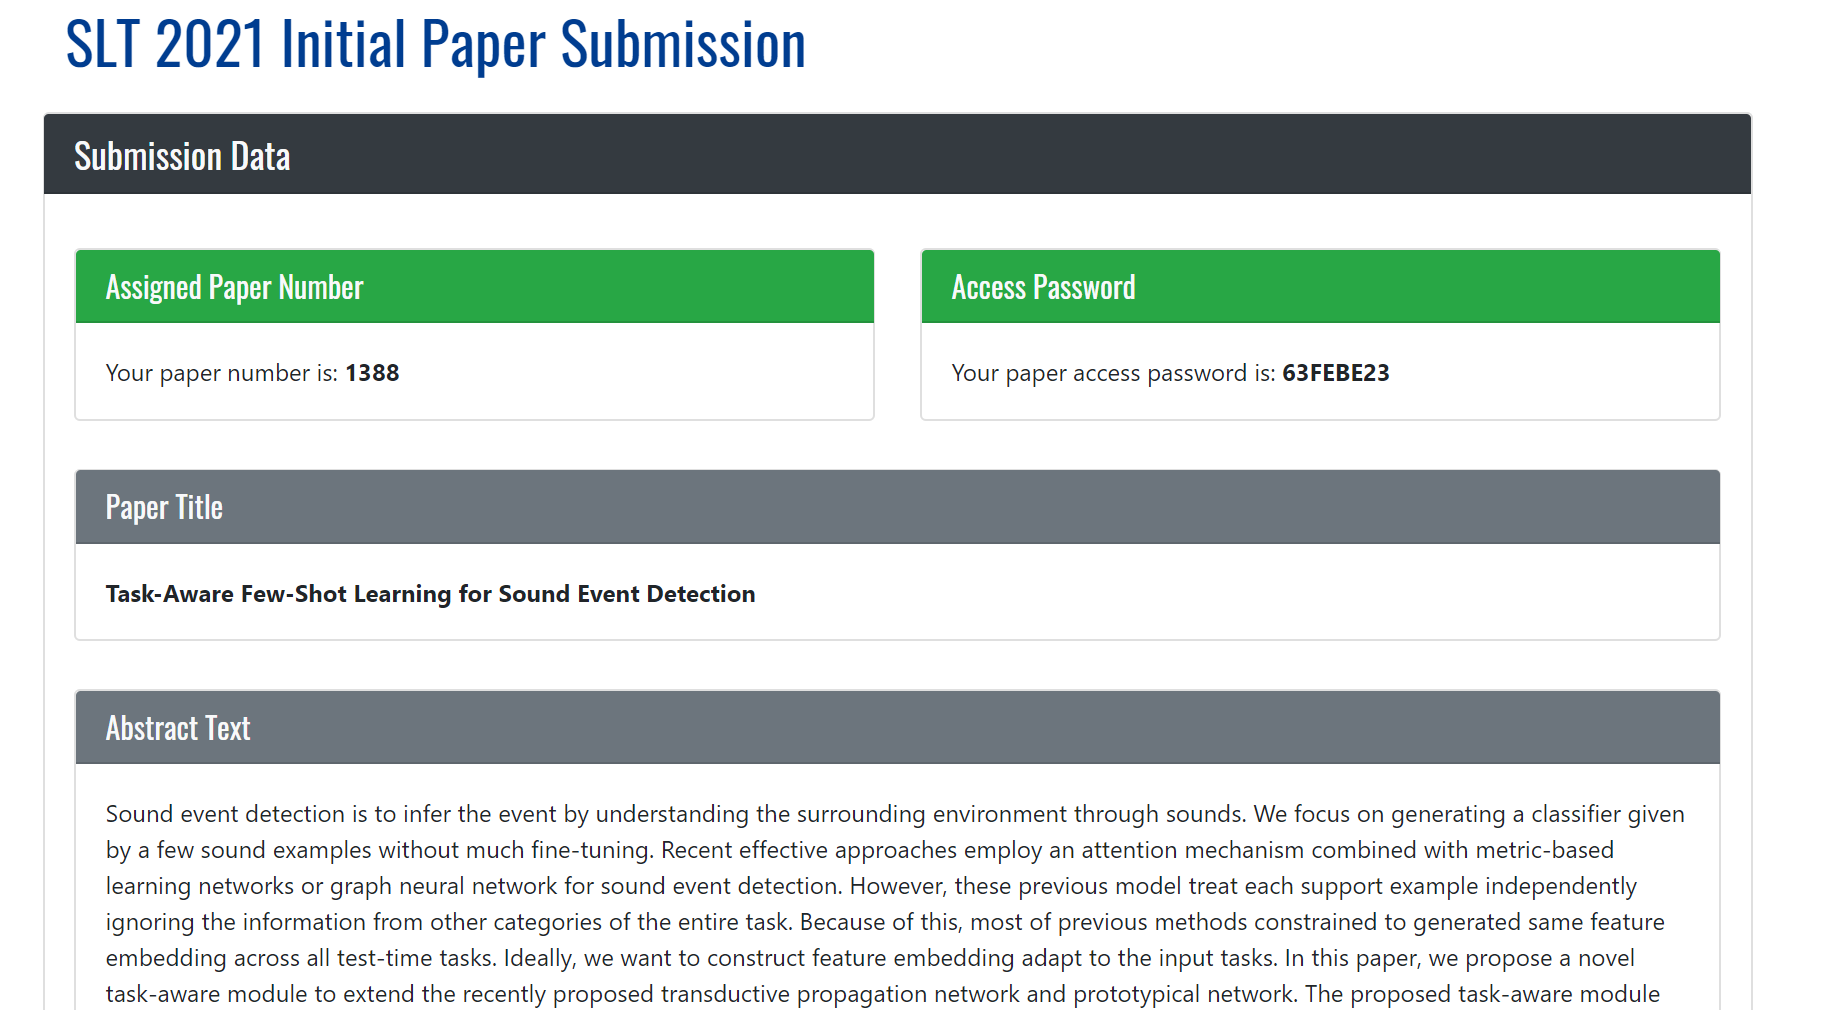 SLT 2021 Initial Paper Submission
Submission Data
Assigned Paper Number
Your paper number is: 1388
Access Password
Your paper access password is: 63FEBE23
Paper Title
Task-Aware Few-Shot Learning for Sound Event Detection
Abstract Text
Sound event detection is to infer the event by understanding the surrounding environment through sounds. We focus on generating a classifier given
by a few sound examples without much fine-tuning. Recent effective approaches employ an attention mechanism combined with metric-based
learning networks or graph neural network for sound event detection. However, these previous model treat each support example independently
ignoring the information from other categories of the entire task. Because of this, most of previous methods constrained to generated same feature
embedding across all test-time tasks. Ideally, we want to construct feature embedding adapt to the input tasks. In this paper, we propose a novel
task-aware module to extend the recently proposed transductive propagation network and prototypical network. The proposed task-aware module